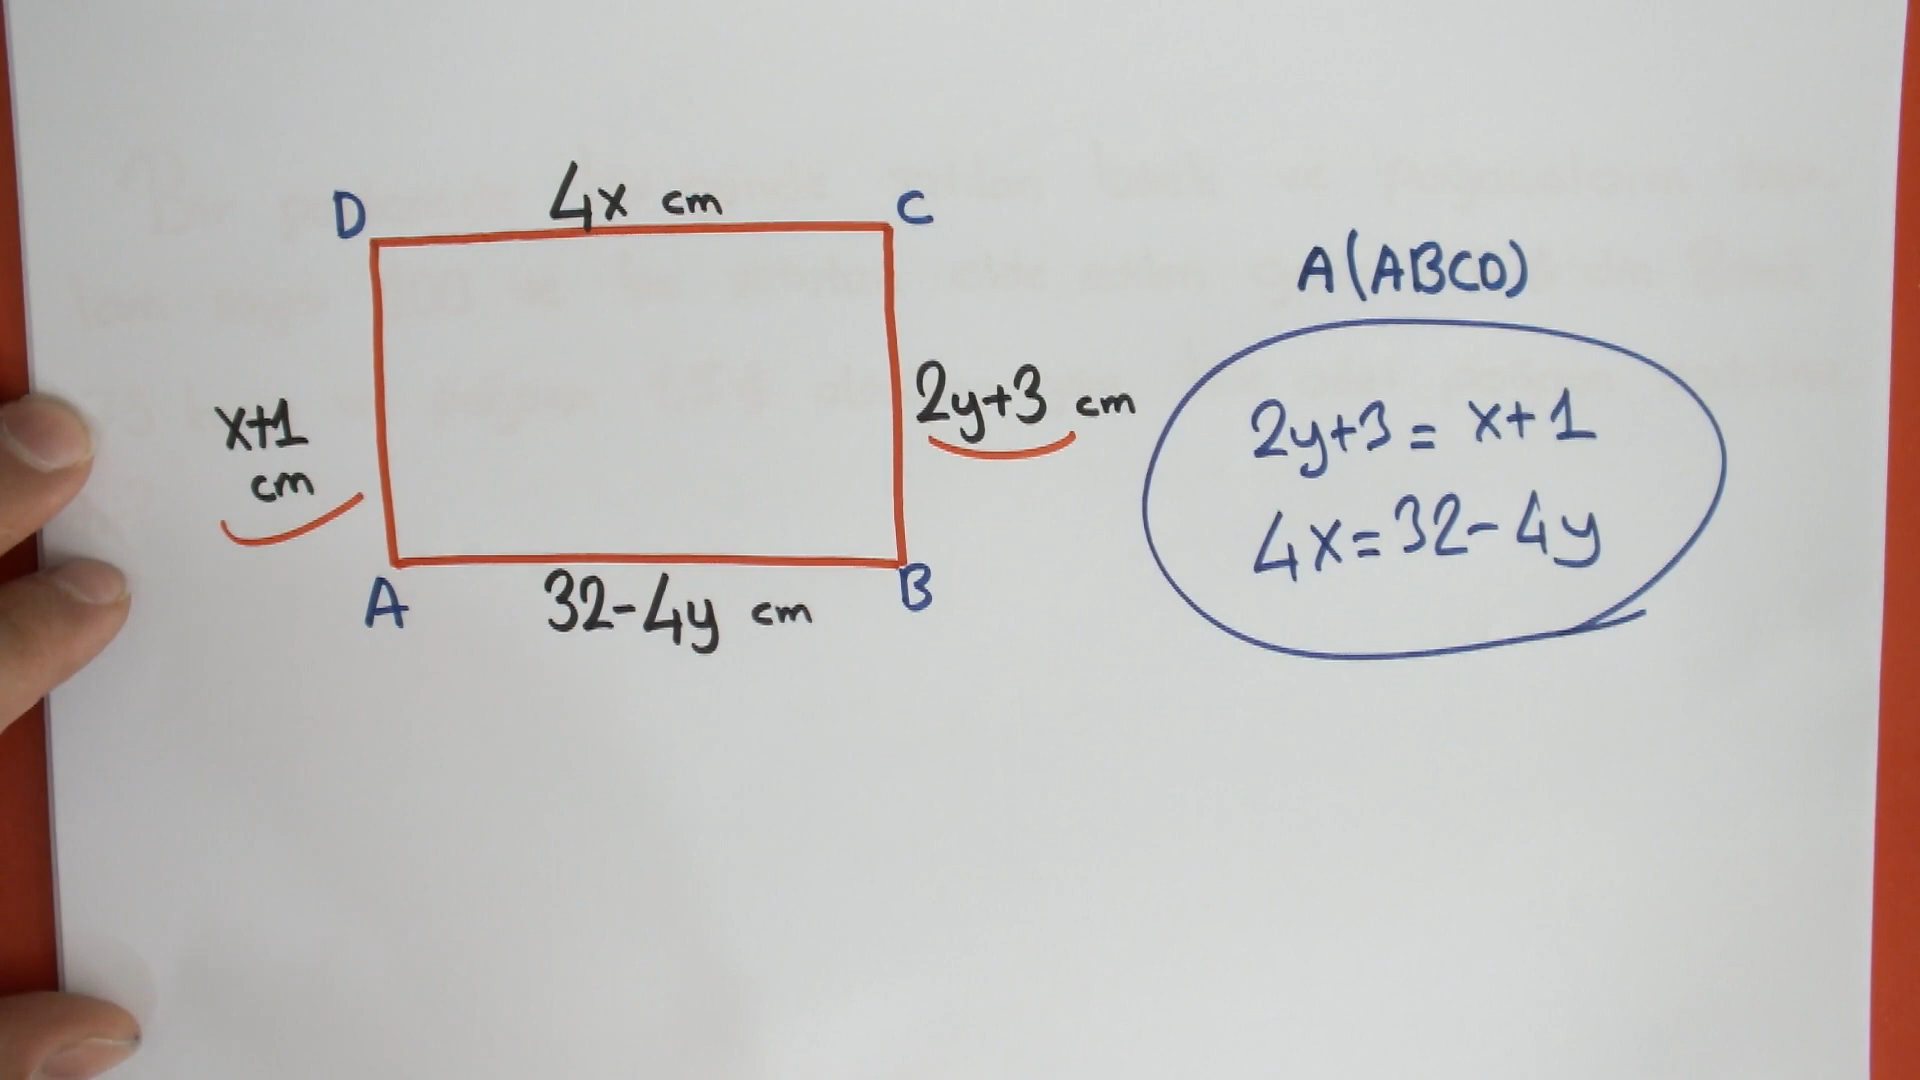 4x cm
D
C
A(ABCD)
x+1
cm
2y+3 cm
2y+3 = x+1
4x=32-4y
A
32-4y cm
B